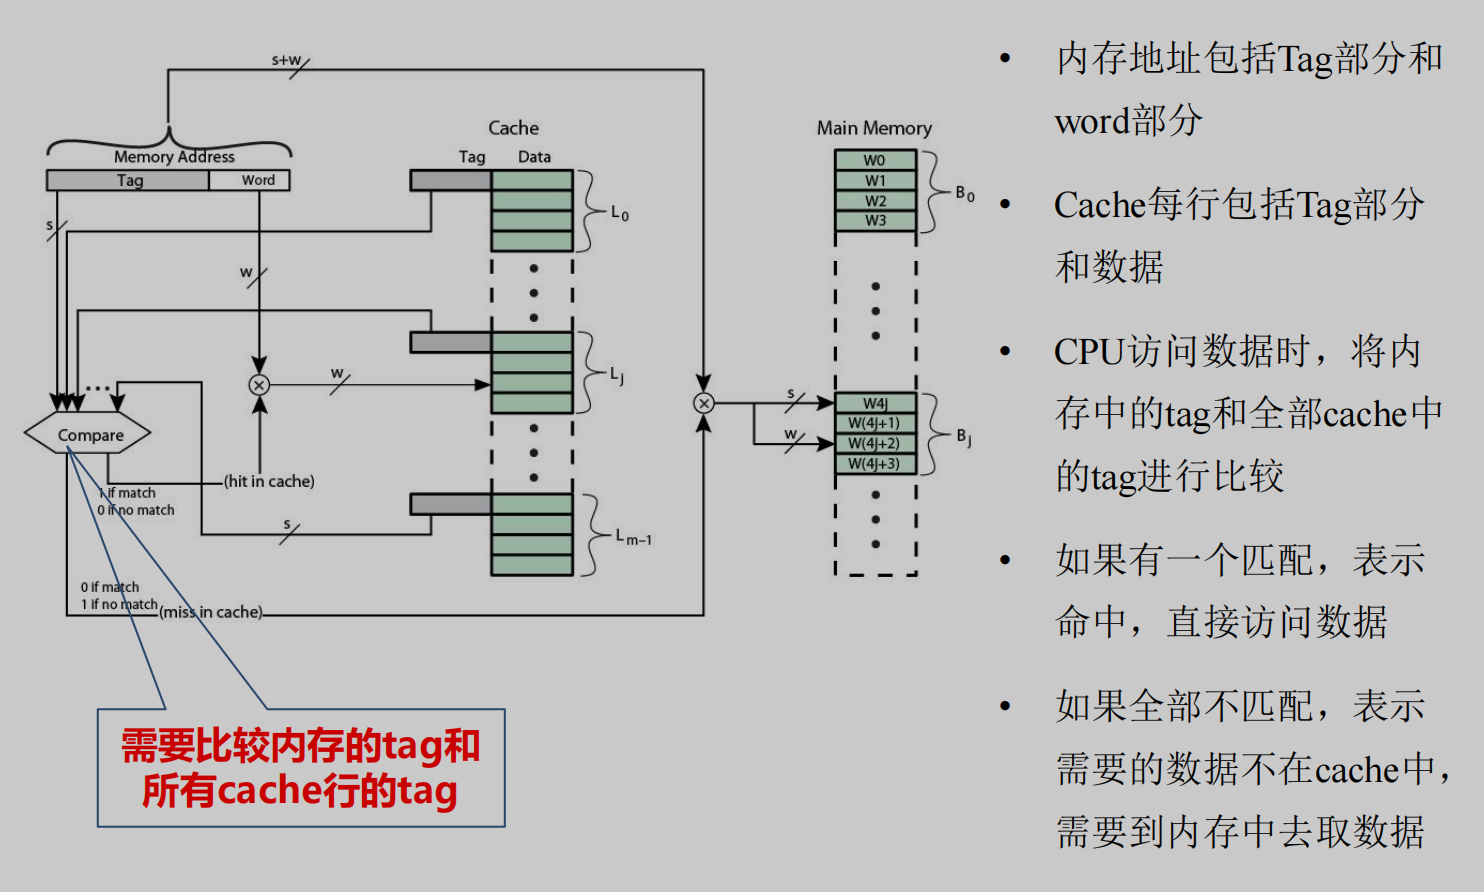 s+w
Cache
Main Memory
Memory Address
Tag
Data
Tag
Word
W0
W1
W2
W3
B0
L0
s
w
w
Lj
Compare
(hit in cache)
1 if match
0 if no match
s
Lm–1
0 if match
1 if no match
(miss in cache)
s
w
W4j
W(4j+1)
W(4j+2)
W(4j+3)
Bj
需要比较内存的tag和
所有cache行的tag
• 内存地址包括Tag部分和
word部分
• Cache每行包括Tag部分
和数据
• CPU访问数据时，将内
存中的tag和全部cache中
的tag进行比较
• 如果有一个匹配，表示
命中，直接访问数据
• 如果全部不匹配，表示
需要的数据不在cache中，
需要到内存中去取数据